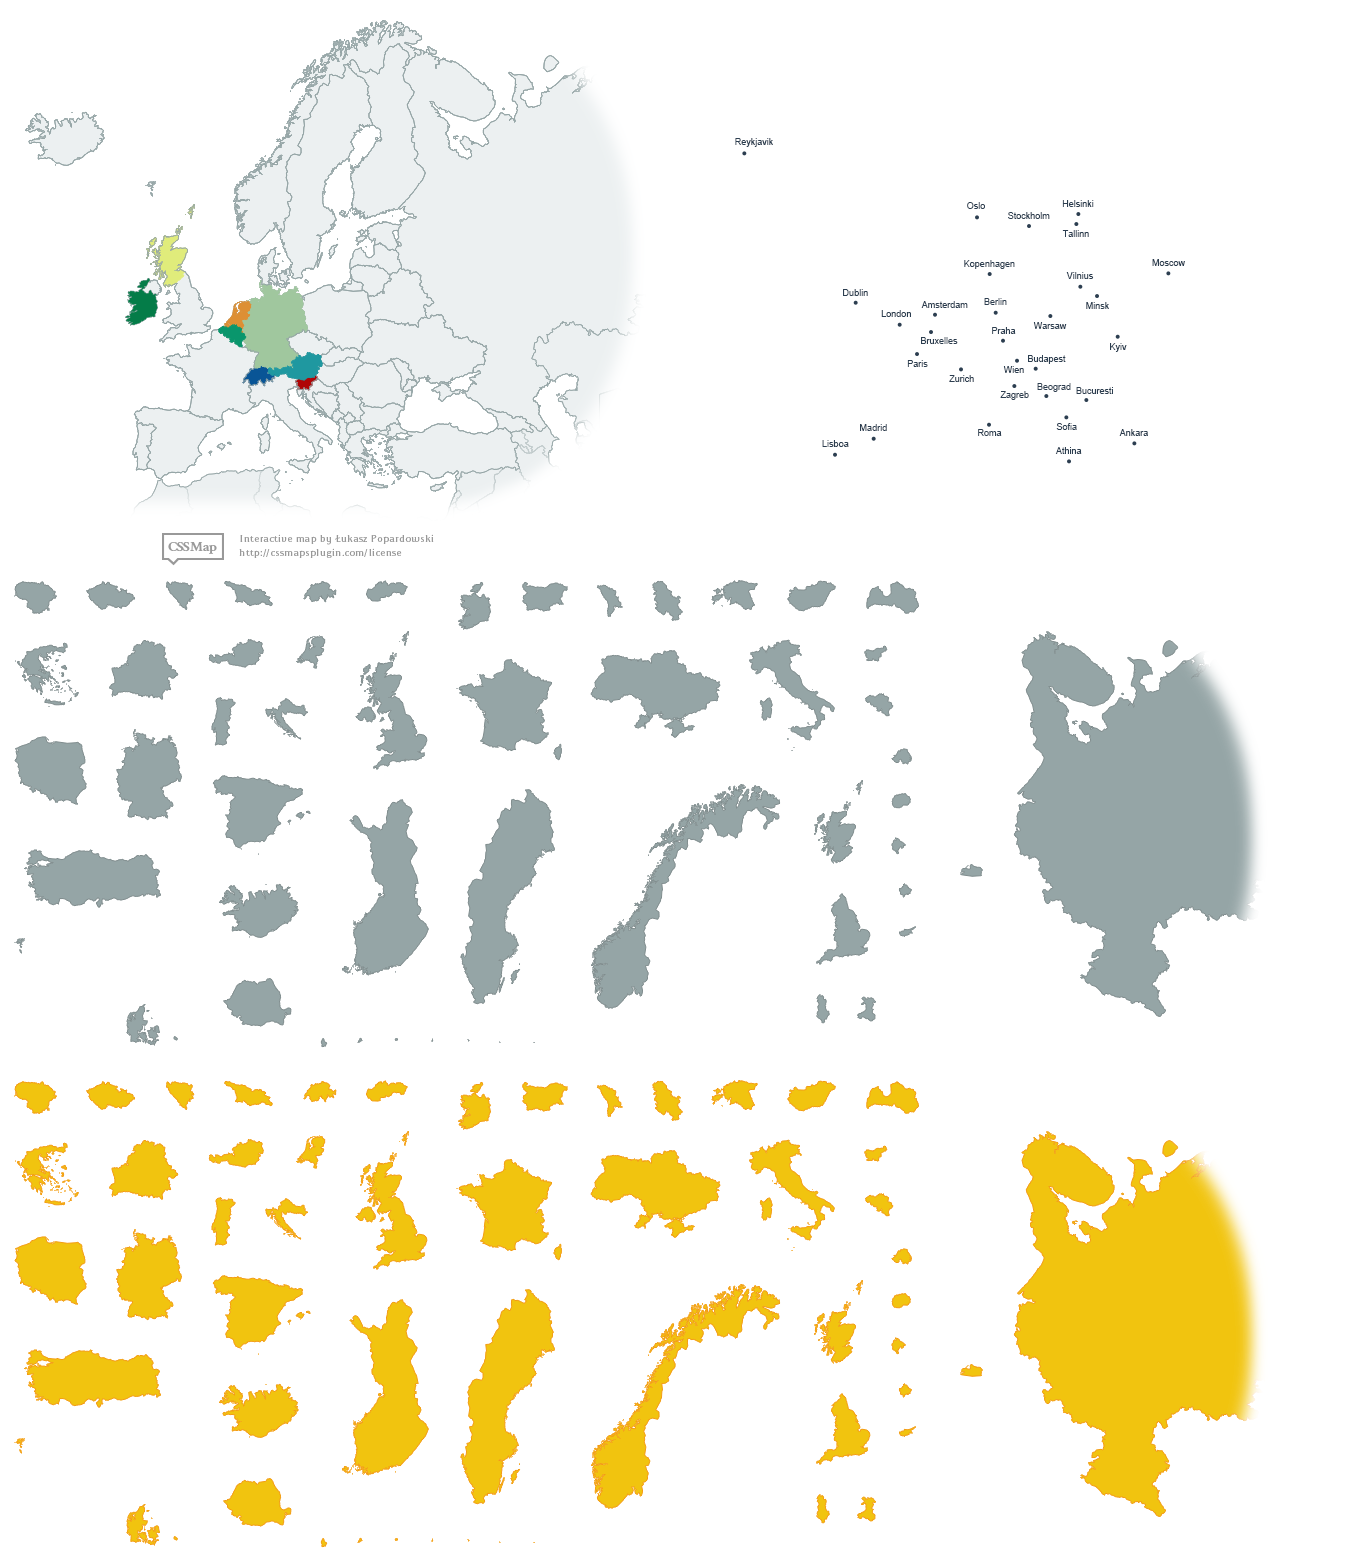 Reykjavik
Oslo
Stockholm
Helsinki
Tallinn
Kopenhagen
Moscow
Vilnius
Dublin
Amsterdam
Berlin
Minsk
London
Warsaw
Praha
Bruxelles
Kyiv
Paris
Budapest
Wien
Zurich
Beograd
Bucuresti
Zagreb
Madrid
Roma
Sofia
Ankara
Lisboa
Athina
CSSMap
Interactive map by Łukasz Popardowski
http://cssmapsplugin.com/license